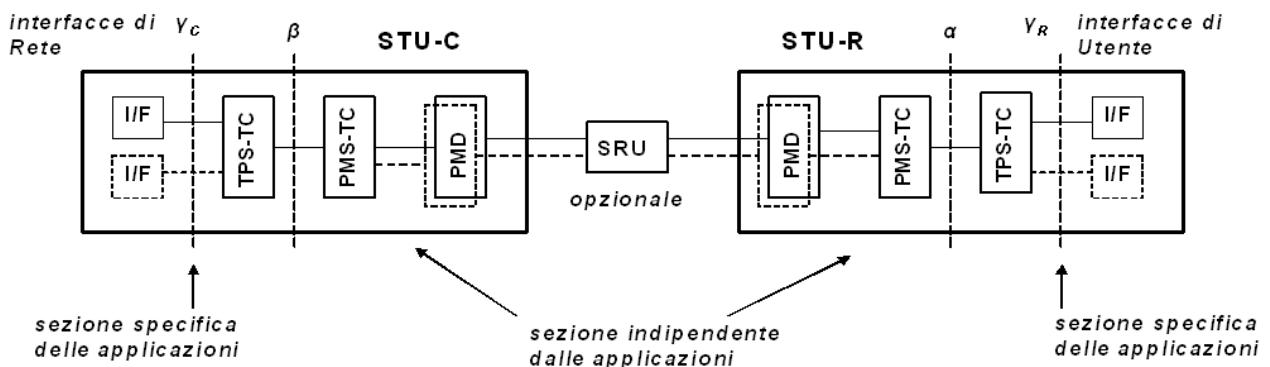 interfacce di
Rete
γC
β
STU-C
STU-R
α
γR
interfacce di
Utente
I/F
I/F
TPS-TC
PMS-TC
PMD
SRU
opzionale
PMD
PMS-TC
TPS-TC
I/F
I/F
sezione specifica
delle applicazioni
sezione indipendente
dalle applicazioni
sezione specifica
delle applicazioni